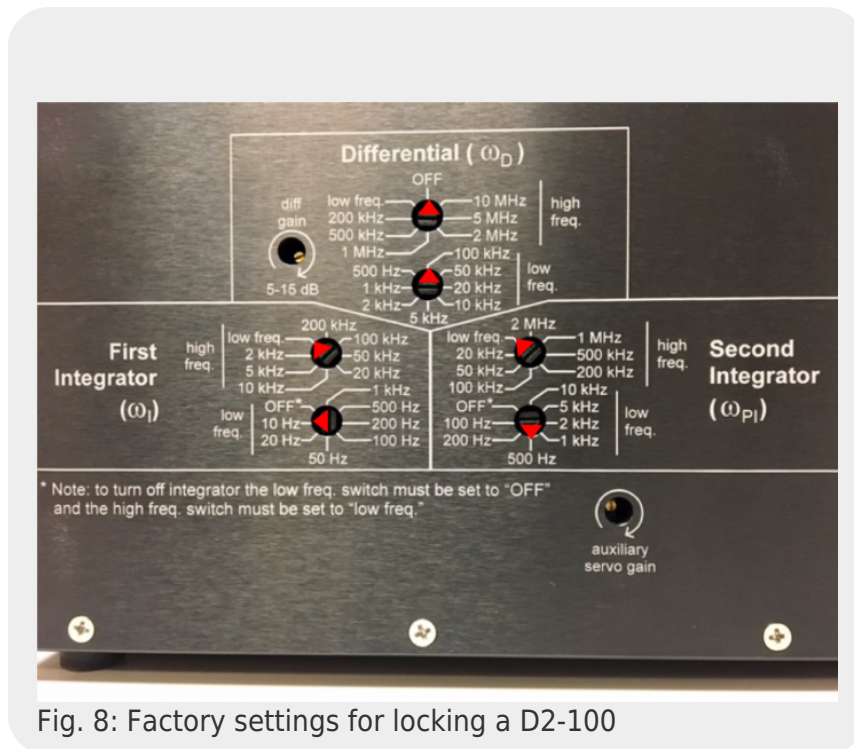 Differential ( ωD )
OFF
diff gain
5-15 dB
low freq.
200 kHz
500 kHz
1 MHz
10 MHz
5 MHz
2 MHz
high freq.
500 Hz
1 kHz
2 kHz
5 kHz
100 kHz
50 kHz
20 kHz
10 kHz
low freq.
First
Integrator
(ωI)
high freq.
200 kHz
low freq.
2 kHz
5 kHz
10 kHz
100 kHz
50 kHz
20 kHz
low freq.
OFF*
10 Hz
20 Hz
50 Hz
1 kHz
500 Hz
200 Hz
100 Hz
2 MHz
low freq.
20 kHz
50 kHz
100 kHz
1 MHz
500 kHz
200 kHz
high freq.
OFF*
100 Hz
200 Hz
500 Hz
10 kHz
5 kHz
2 kHz
1 kHz
low freq.
Second
Integrator
(ωPI)
* Note: to turn off integrator the low freq. switch must be set to “OFF”
and the high freq. switch must be set to “low freq.”
auxiliary
servo gain
Fig. 8: Factory settings for locking a D2-100